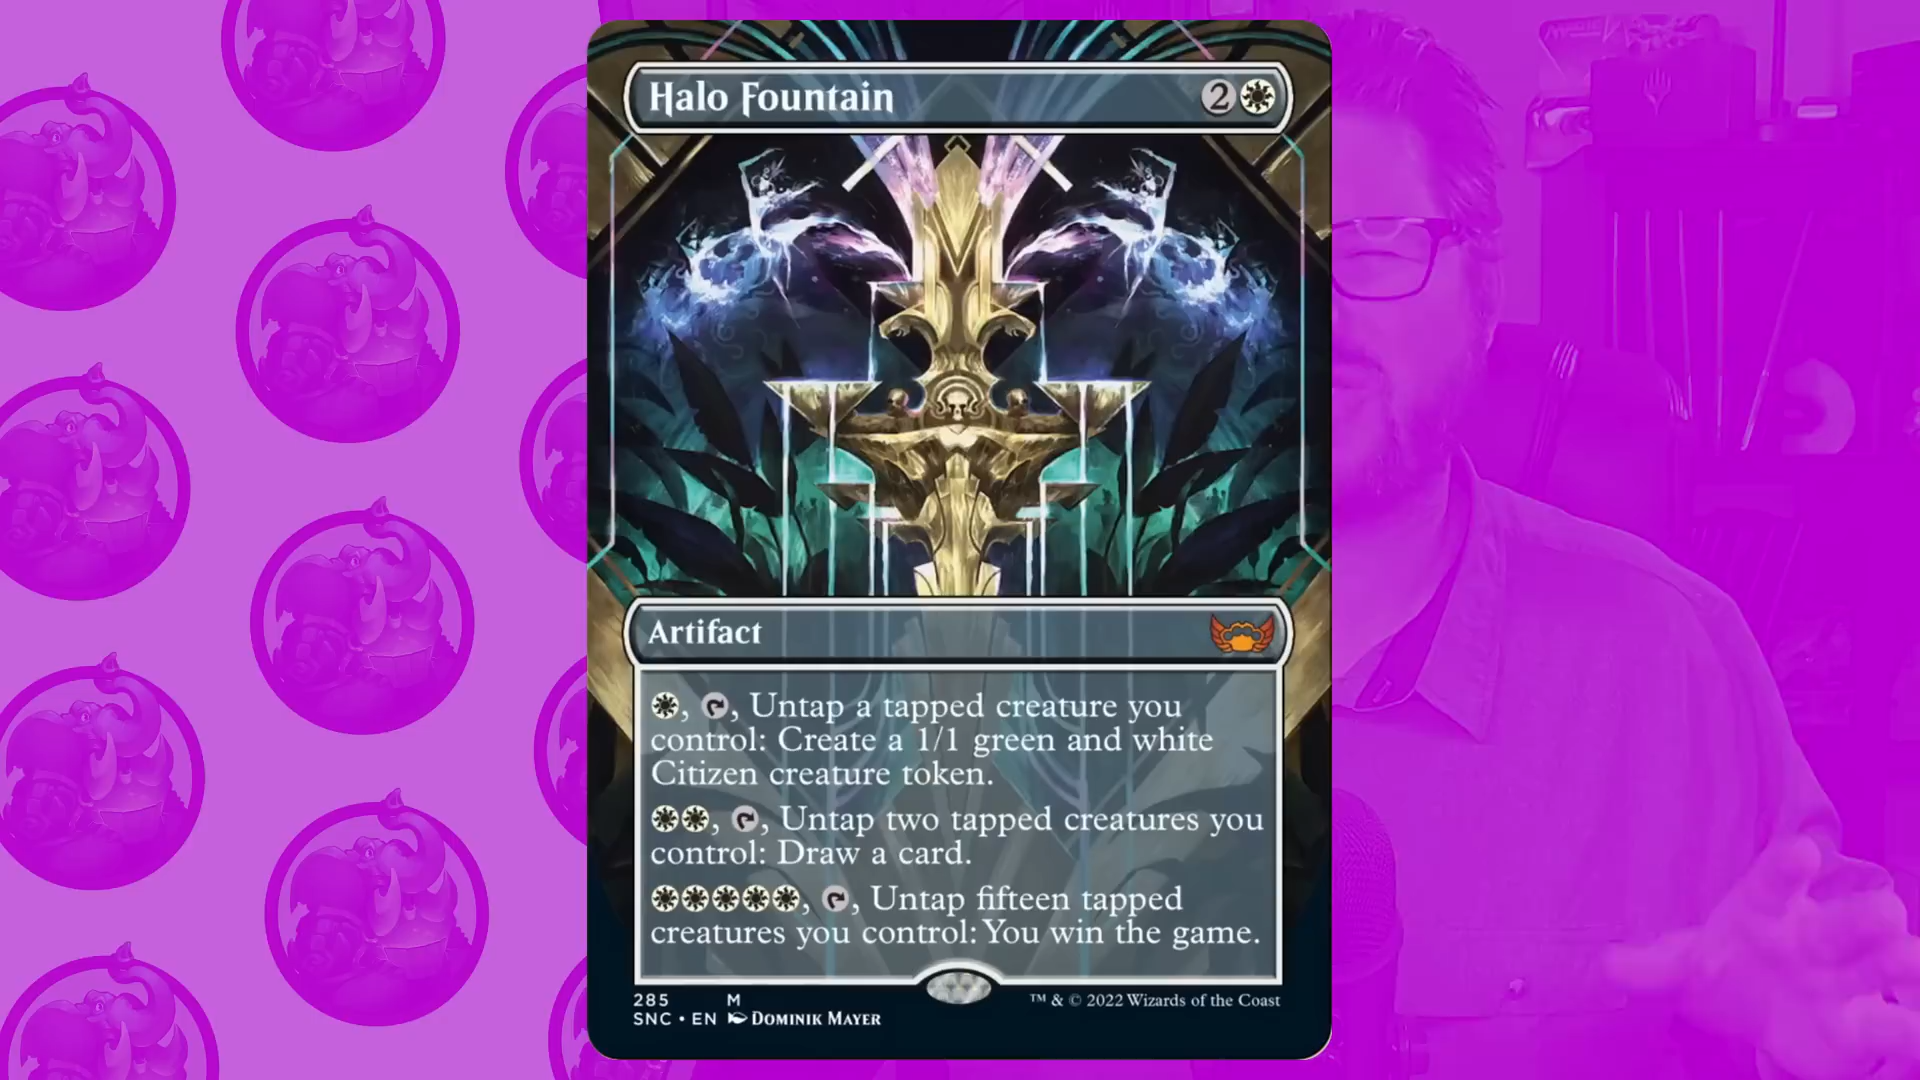 Halo Fountain 2
Artifact
, , Untap a tapped creature you
control: Create a 1/1 green and white
Citizen creature token.
, , Untap two tapped creatures you
control: Draw a card.
, , Untap fifteen tapped
creatures you control: You win the game.
285 M
SNC • EN DOMINIK MAYER
™ & © 2022 Wizards of the Coast